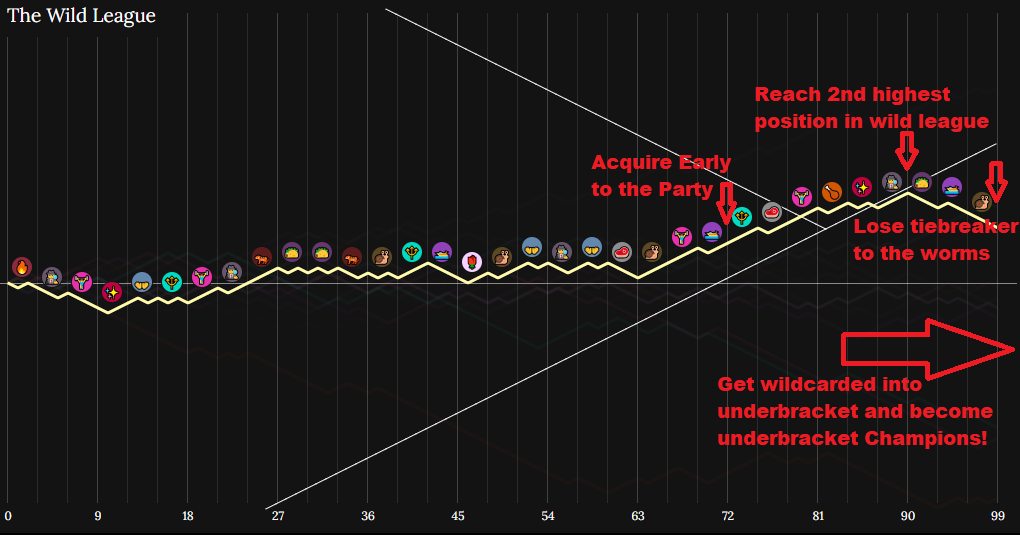 The Wild League
Reach 2nd highest
position in wild league
Acquire Early
to the Party
Lose tiebreaker
to the worms
Get wildcarded into
underbracket and become
underbracket Champions!
0 9 18 27 36 45 54 63 72 81 90 99